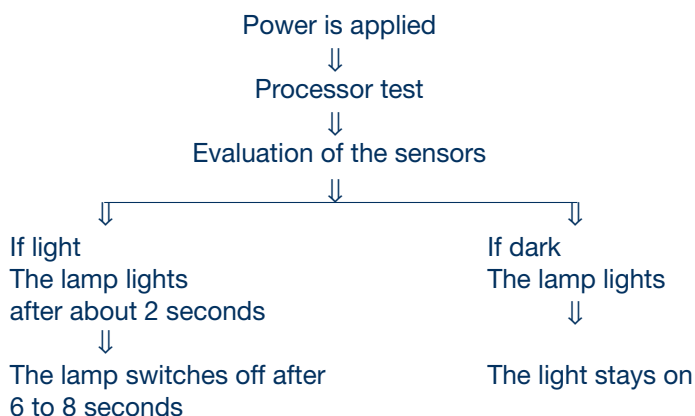 Power is applied
⇓
Processor test
⇓
Evaluation of the sensors
⇓
⇓ ⇓
If light
The lamp lights
after about 2 seconds
⇓
The lamp switches off after
6 to 8 seconds
If dark
The lamp lights
⇓
The light stays on